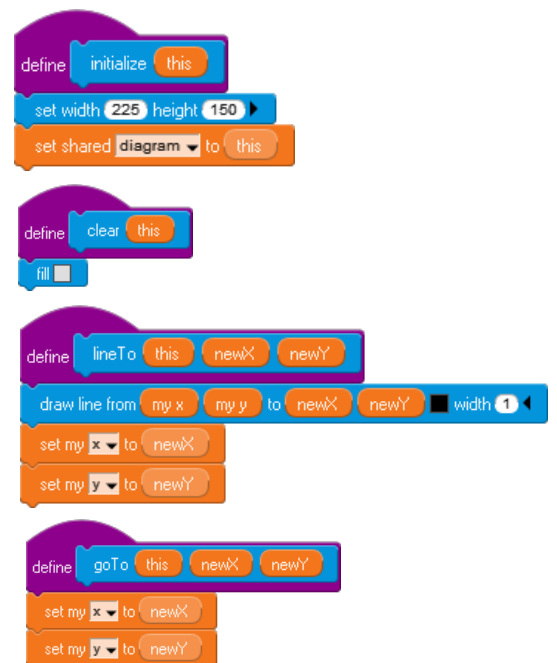 define initialize this
set width 225 height 150
set shared diagram to this
define clear this
fill
define lineTo this newX newY
draw line from my x my y to newX newY width 1
set my x to newX
set my y to newY
define goTo this newX newY
set my x to newX
set my y to newY